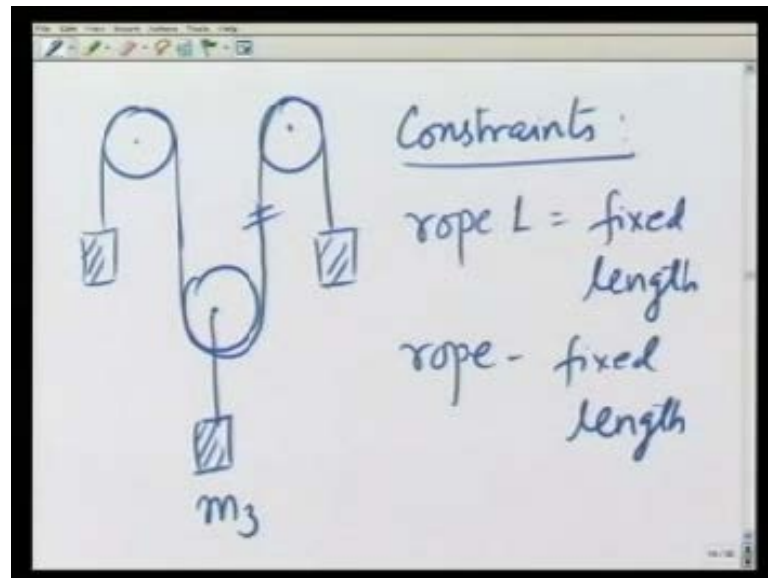 Constraints :
rope L = fixed
length
rope - fixed
length
m3